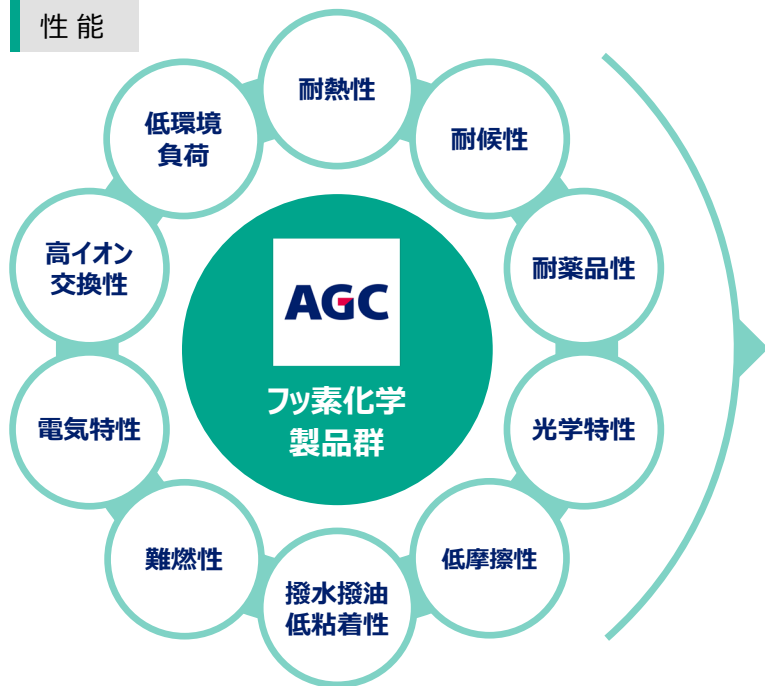 性能
耐熱性
耐候性
耐薬品性
光学特性
低摩擦性
撥水撥油
低粘着性
難燃性
電気特性
高イオン
交換性
低環境
負荷
AGC
フッ素化学
製品群